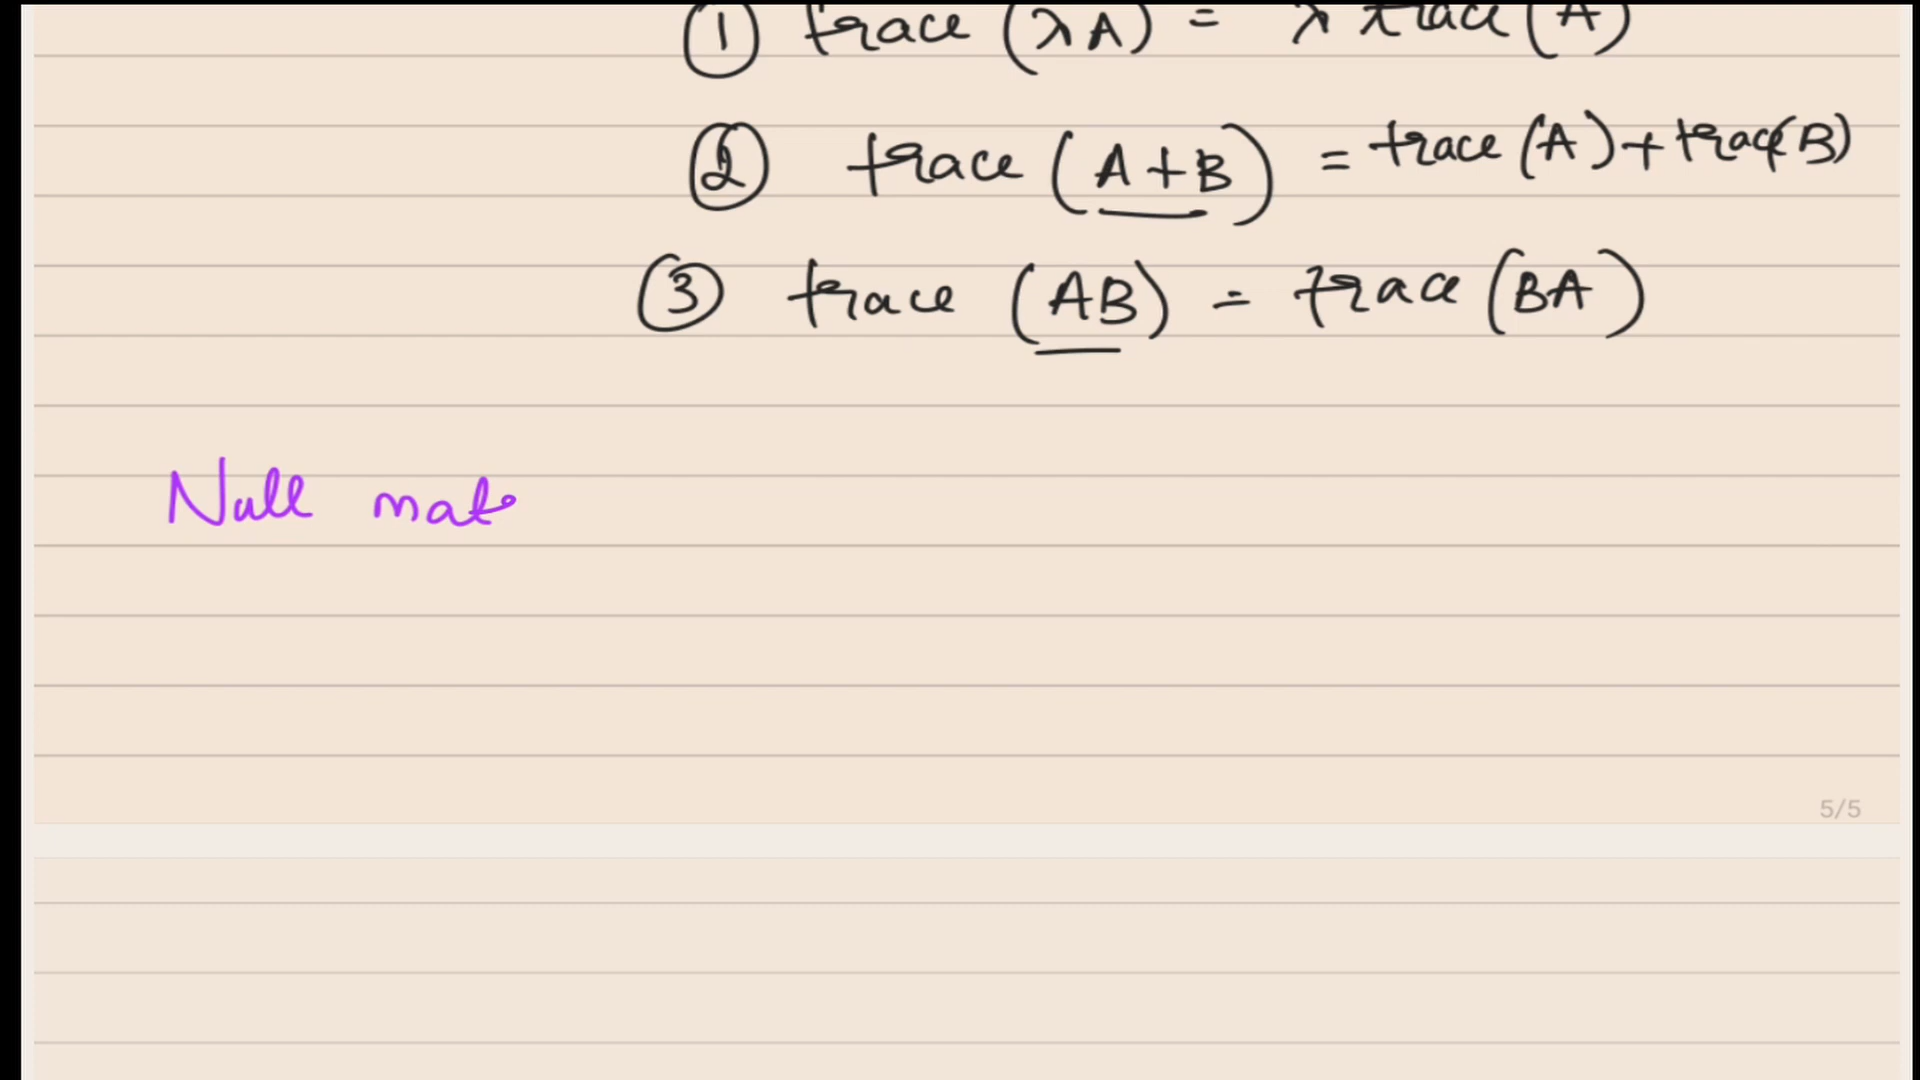 ① trace (λA) = λ trace (A)
② trace (A+B) = trace (A) + trace(B)
③ trace (AB) = trace (BA)
Null mat
5/5